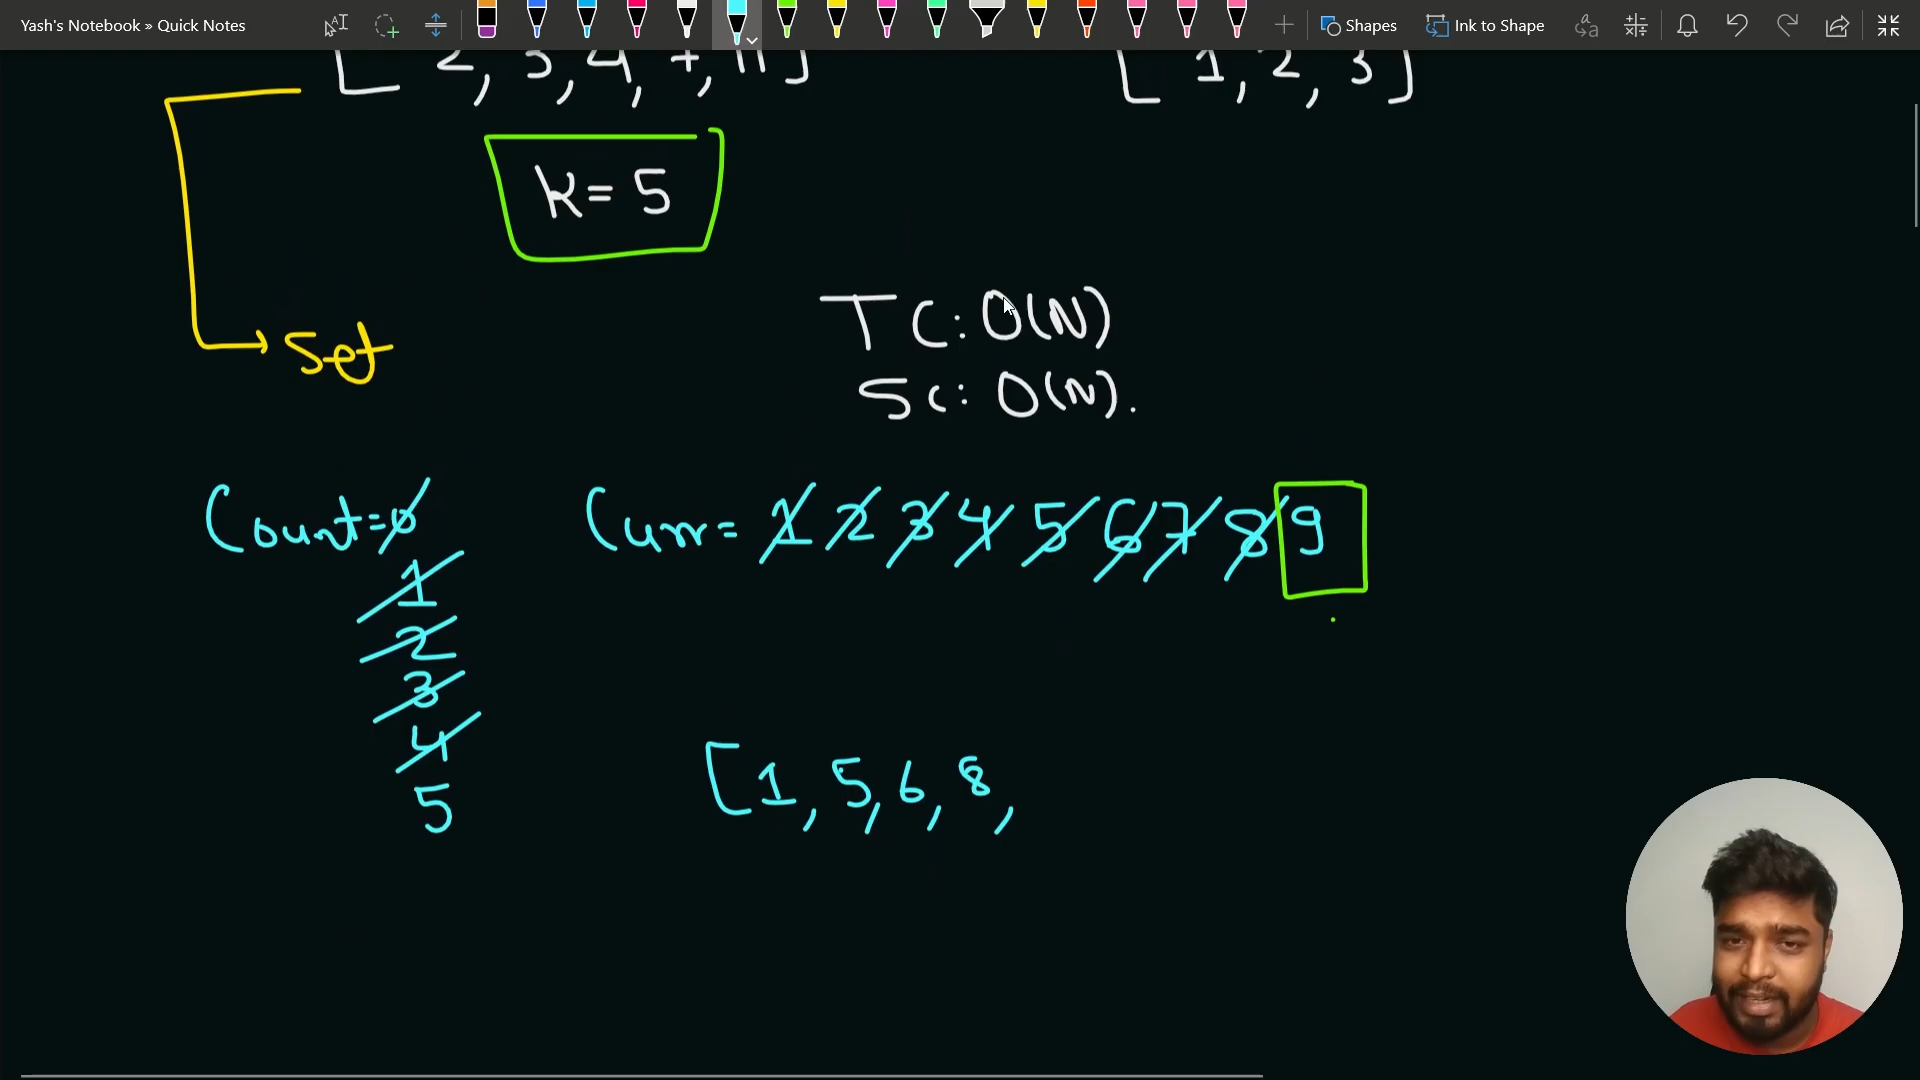 Yash's Notebook » Quick Notes
Shapes
Ink to Shape
[ 2, 3, 4, 7, 11 ]
[ 1, 2, 3 ]
K = 5
Set
TC: O(N)
SC: O(N).
Count = 0
1
2
3
4
5
Curr = 1 2 3 4 5 6 7 8 9
[1, 5, 6, 8,